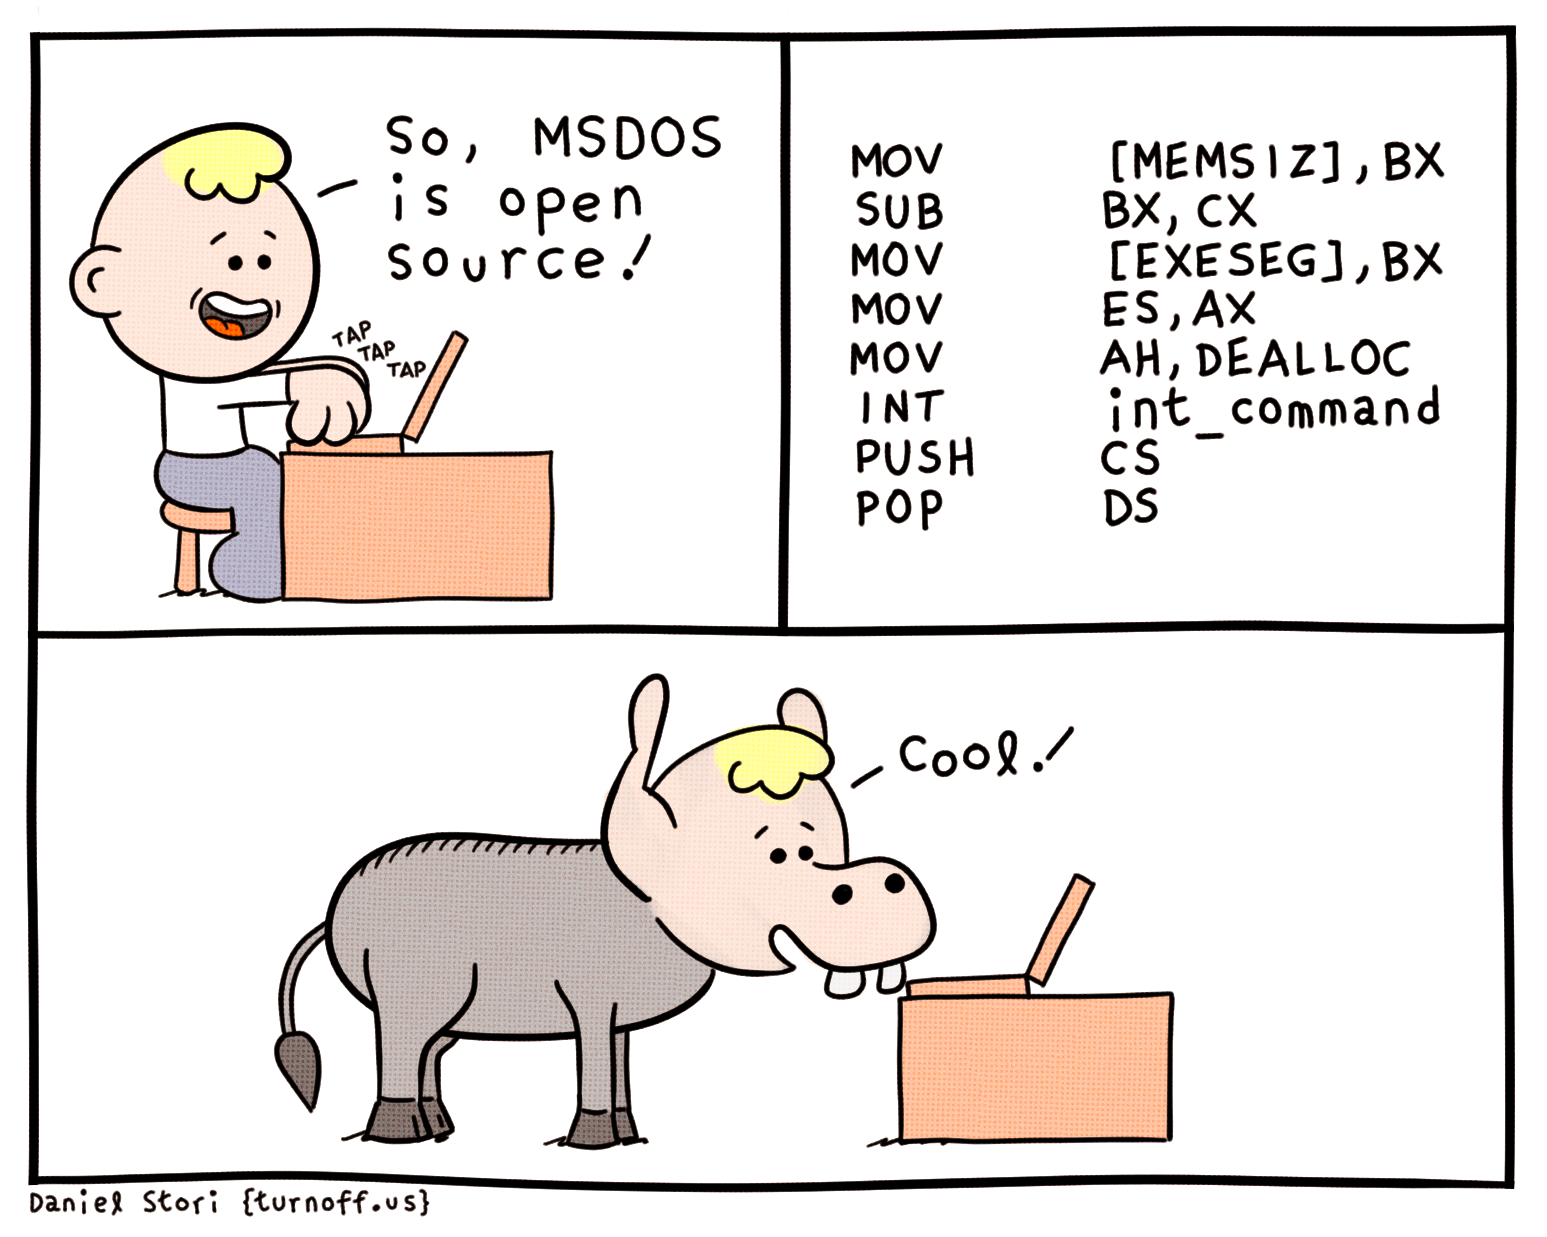 So, MSDOS
is open
source!
TAP
TAP
TAP
MOV [MEMSIZ],BX
SUB BX,CX
MOV [EXESEG],BX
MOV ES,AX
MOV AH,DEALLOC
INT int_command
PUSH CS
POP DS
Cool!
Daniel Stori {turnoff.us}